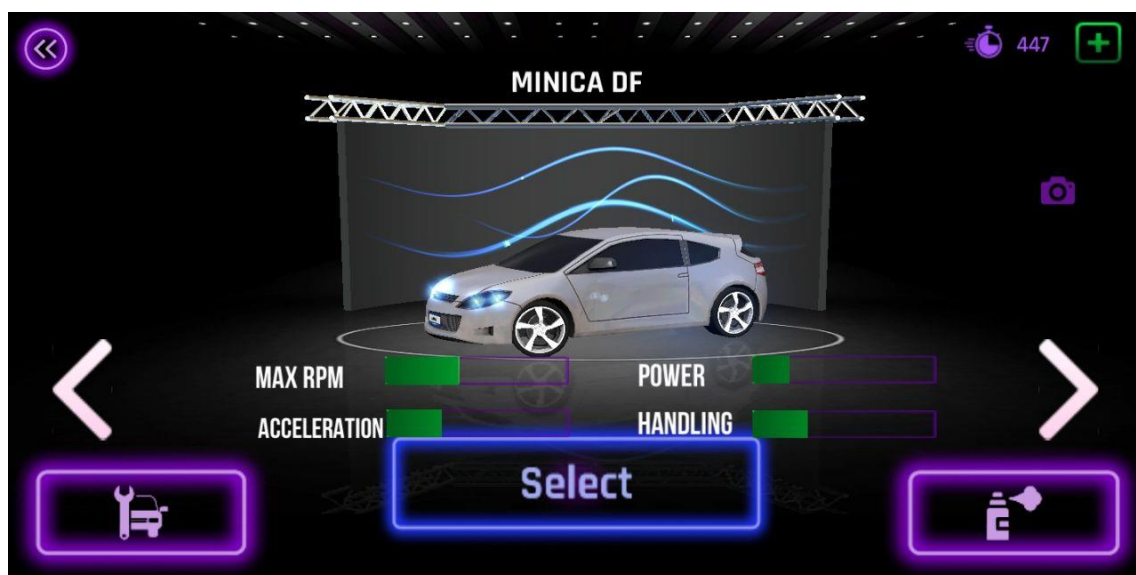 447
MINICA DF
MAX RPM
POWER
ACCELERATION
HANDLING
Select